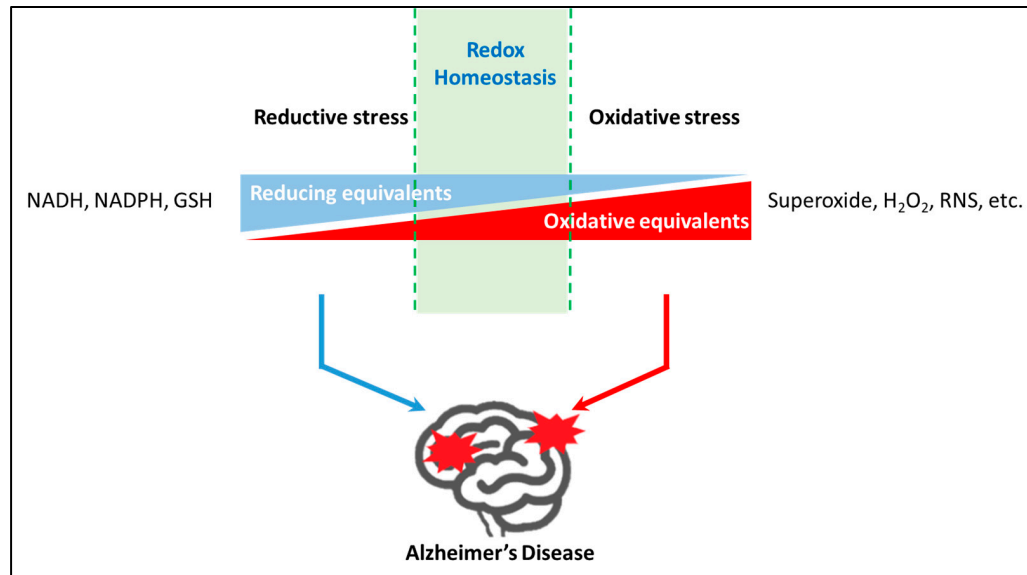 Redox
Homeostasis
Reductive stress
Oxidative stress
NADH, NADPH, GSH
Reducing equivalents
Oxidative equivalents
Superoxide, H₂O₂, RNS, etc.
Alzheimer's Disease